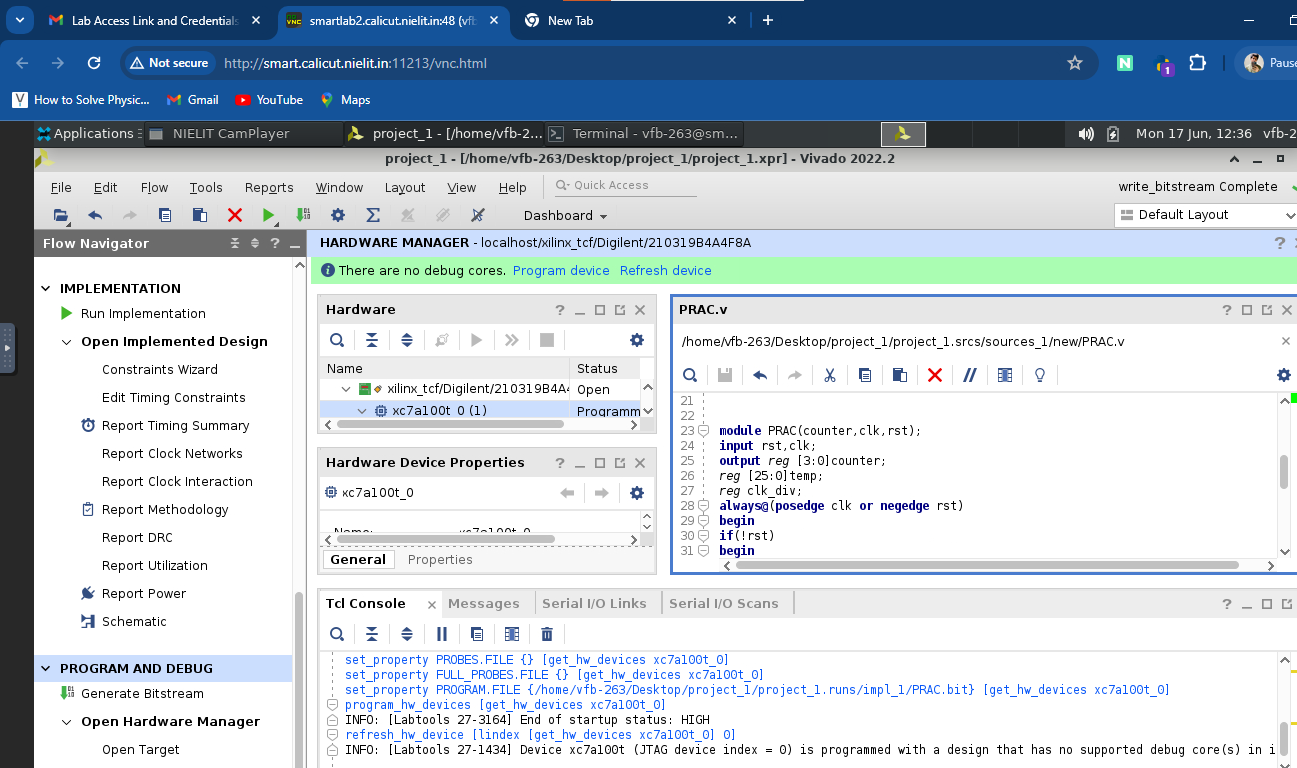 Lab Access Link and Credentials
smartlab2.calicut.nielit.in:48 (vfb
New Tab
Not secure
http://smart.calicut.nielit.in:11213/vnc.html
1
Pause
How to Solve Physic...
Gmail
YouTube
Maps
Applications
NIELIT CamPlayer
project_1 - [/home/vfb-2...
Terminal - vfb-263@sm...
Mon 17 Jun, 12:36
vfb-2
project_1 - [/home/vfb-263/Desktop/project_1/project_1.xpr] - Vivado 2022.2
File Edit Flow Tools Reports Window Layout View Help
Quick Access
write_bitstream Complete
Dashboard
Default Layout
Flow Navigator
HARDWARE MANAGER - localhost/xilinx_tcf/Digilent/210319B4A4F8A
There are no debug cores. Program device Refresh device
IMPLEMENTATION
Run Implementation
Open Implemented Design
Constraints Wizard
Edit Timing Constraints
Report Timing Summary
Report Clock Networks
Report Clock Interaction
Report Methodology
Report DRC
Report Utilization
Report Power
Schematic
PROGRAM AND DEBUG
Generate Bitstream
Open Hardware Manager
Open Target
Hardware
Name Status
xilinx_tcf/Digilent/210319B4A4 Open
xc7a100t_0 (1) Programm
Hardware Device Properties
xc7a100t_0
Name: xc7a100t_0
General Properties
PRAC.v
/home/vfb-263/Desktop/project_1/project_1.srcs/sources_1/new/PRAC.v
21
22
23 module PRAC(counter,clk,rst);
24 input rst,clk;
25 output reg [3:0]counter;
26 reg [25:0]temp;
27 reg clk_div;
28 always@(posedge clk or negedge rst)
29 begin
30 if(!rst)
31 begin
Tcl Console Messages Serial I/O Links Serial I/O Scans
set_property PROBES.FILE {} [get_hw_devices xc7a100t_0]
set_property FULL_PROBES.FILE {} [get_hw_devices xc7a100t_0]
set_property PROGRAM.FILE {/home/vfb-263/Desktop/project_1/project_1.runs/impl_1/PRAC.bit} [get_hw_devices xc7a100t_0]
program_hw_devices [get_hw_devices xc7a100t_0]
INFO: [Labtools 27-3164] End of startup status: HIGH
refresh_hw_device [lindex [get_hw_devices xc7a100t_0] 0]
INFO: [Labtools 27-1434] Device xc7a100t (JTAG device index = 0) is programmed with a design that has no supported debug core(s) in i